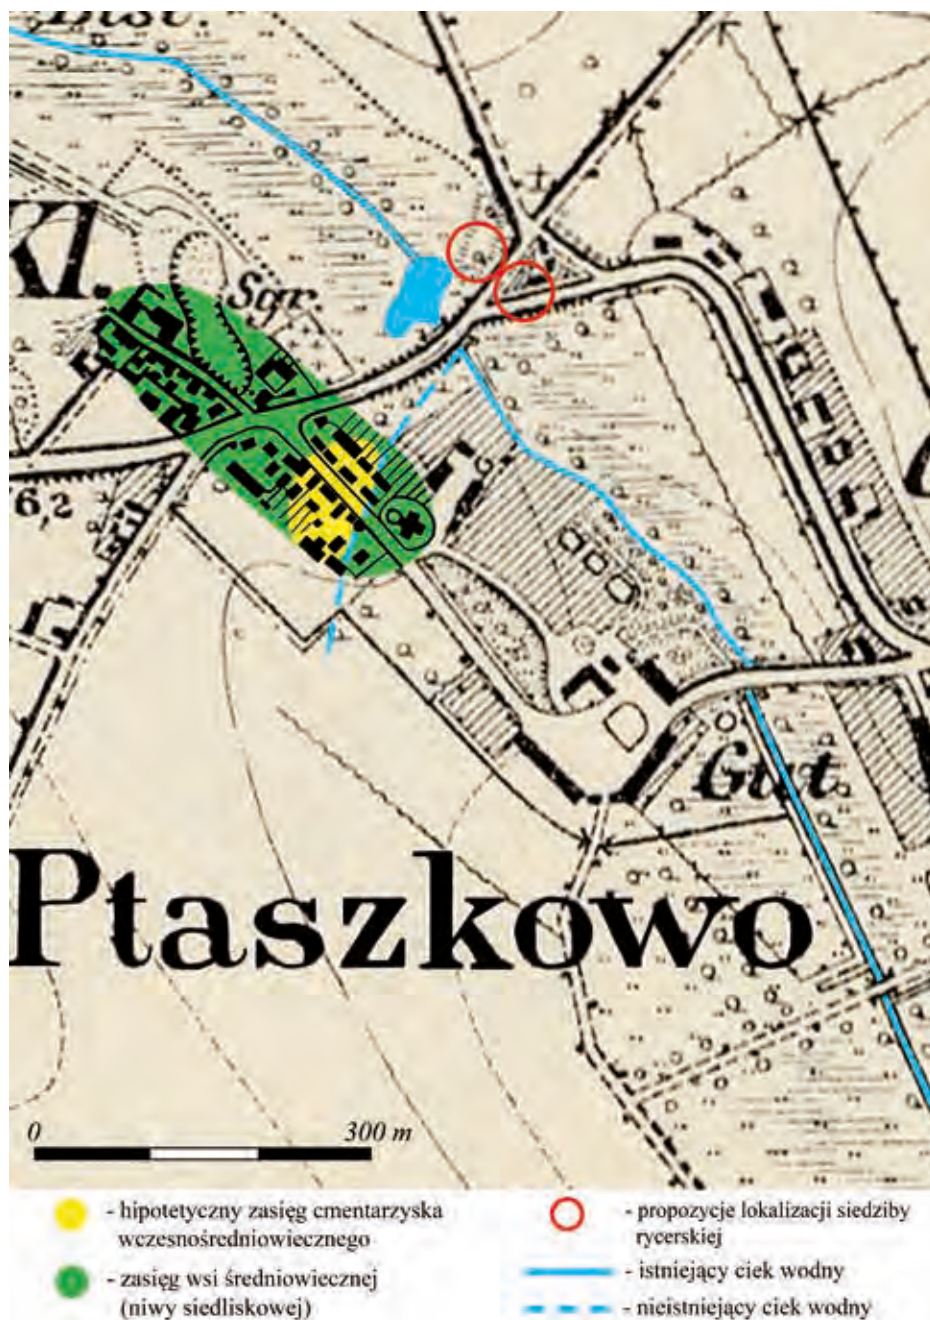 Kl.
Sgr.
6,2
G
Gut
Ptaszkowo
0 300 m
- hipotetyczny zasięg cmentarzyska
wczesnośredniowiecznego
- zasięg wsi średniowiecznej
(niwy siedliskowej)
- propozycje lokalizacji siedziby
rycerskiej
- istniejący ciek wodny
- nieistniejący ciek wodny